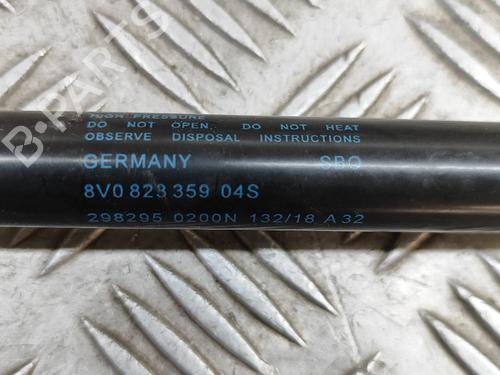 HIGH PRESSURE
DO NOT OPEN. DO NOT HEAT
OBSERVE DISPOSAL INSTRUCTIONS
GERMANY SBO
8V0 823 359 04S
298295 0200N 132/18 A 32
B-PARTS